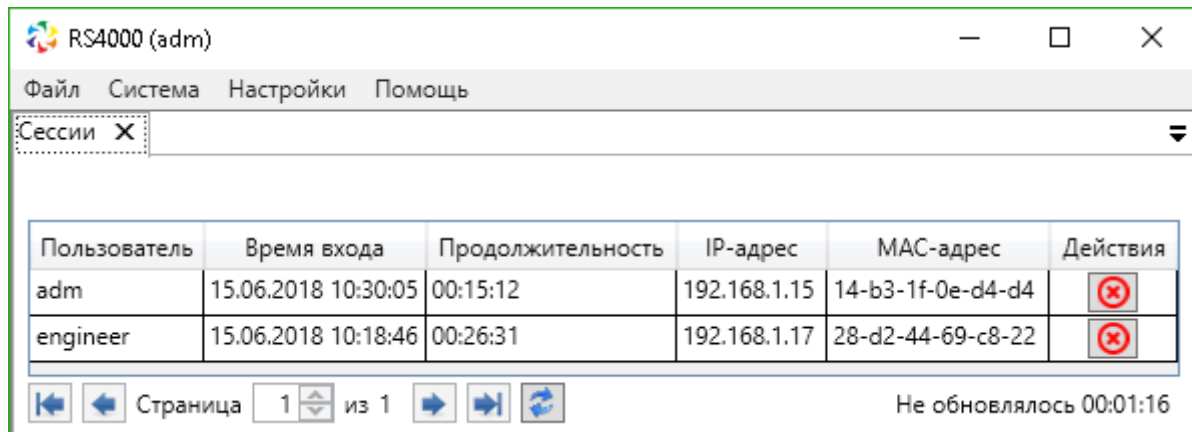 RS4000 (adm)
Файл Система Настройки Помощь
Сессии
Пользователь Время входа Продолжительность IP-адрес МАС-адрес Действия
adm 15.06.2018 10:30:05 00:15:12 192.168.1.15 14-b3-1f-0e-d4-d4
engineer 15.06.2018 10:18:46 00:26:31 192.168.1.17 28-d2-44-69-c8-22
Страница 1 из 1 Не обновлялось 00:01:16